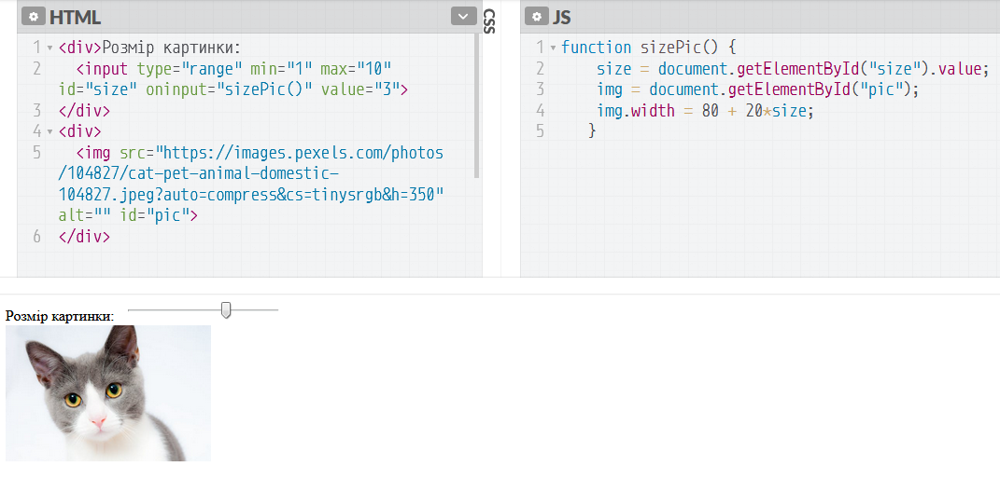 HTML
1 <div>Розмір картинки:
2 <input type="range" min="1" max="10"
id="size" oninput="sizePic()" value="3">
3 </div>
4 <div>
5 <img src="https://images.pexels.com/photos
/104827/cat-pet-animal-domestic-
104827.jpeg?auto=compress&cs=tinysrgb&h=350"
alt="" id="pic">
6 </div>
CSS
JS
1 function sizePic() {
2 size = document.getElementById("size").value;
3 img = document.getElementById("pic");
4 img.width = 80 + 20*size;
5 }
Розмір картинки: